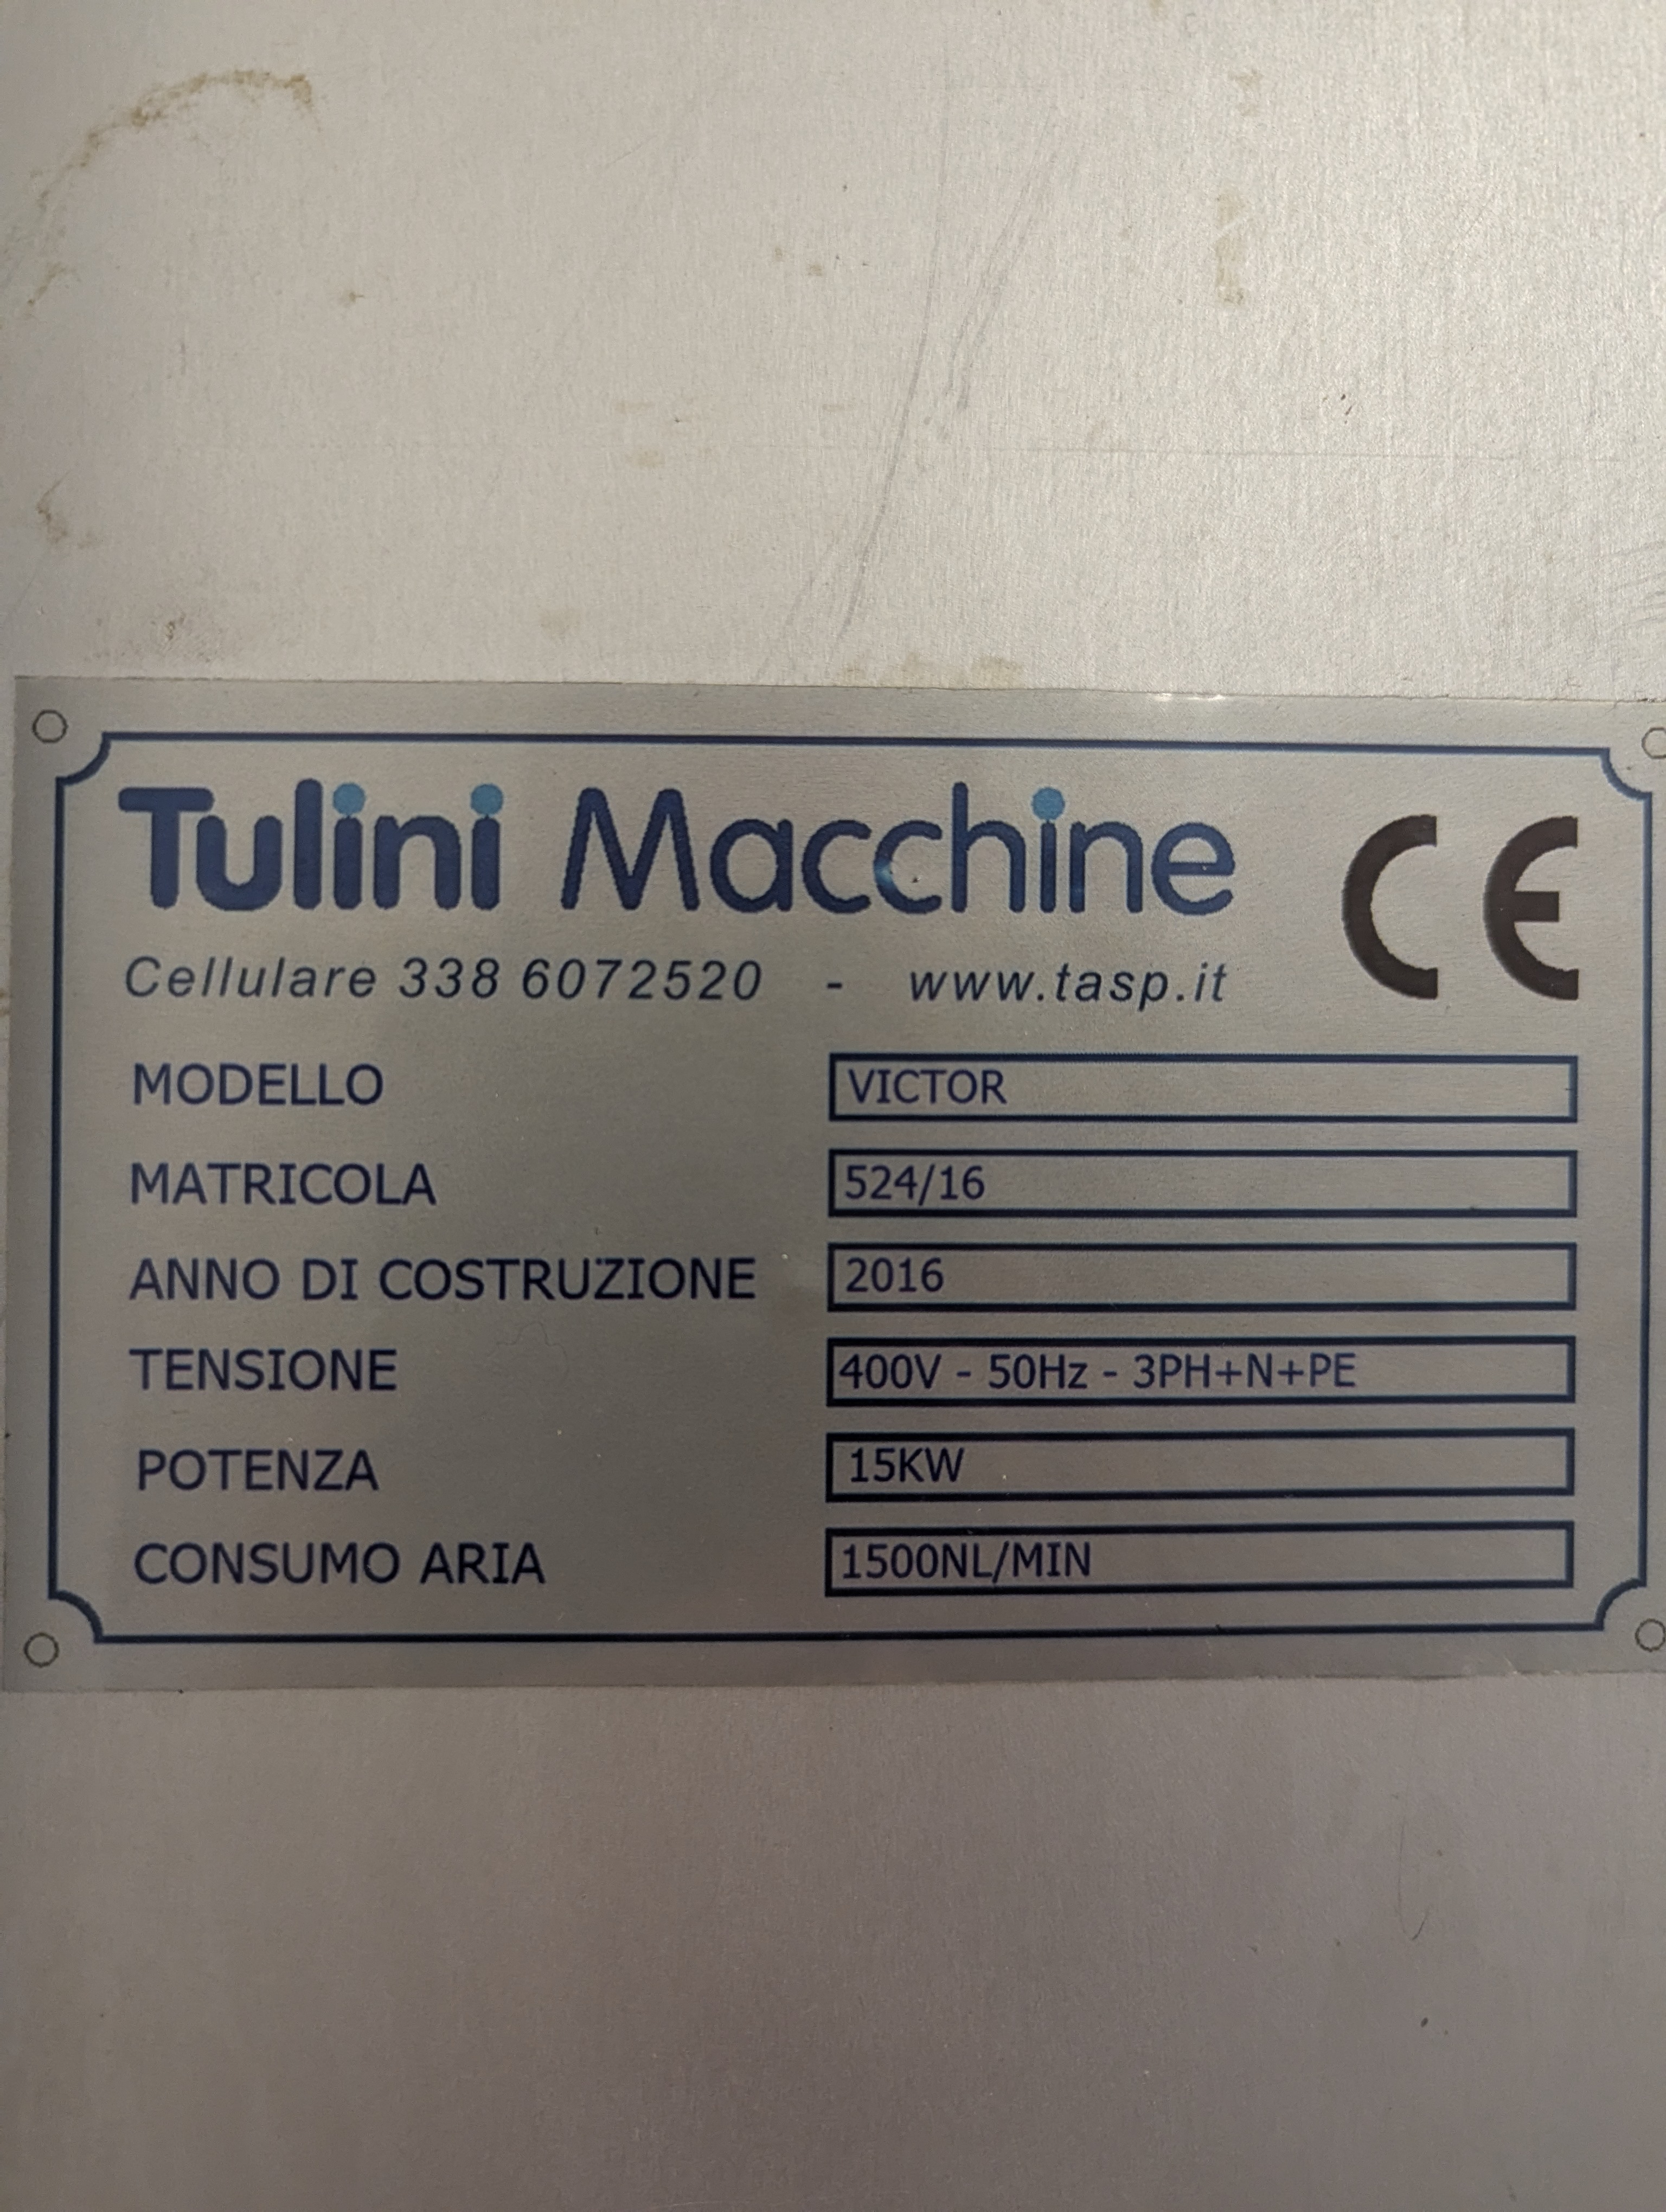 Tulini Macchine CE
Cellulare 338 6072520 - www.tasp.it
MODELLO VICTOR
MATRICOLA 524/16
ANNO DI COSTRUZIONE 2016
TENSIONE 400V - 50Hz - 3PH+N+PE
POTENZA 15KW
CONSUMO ARIA 1500NL/MIN